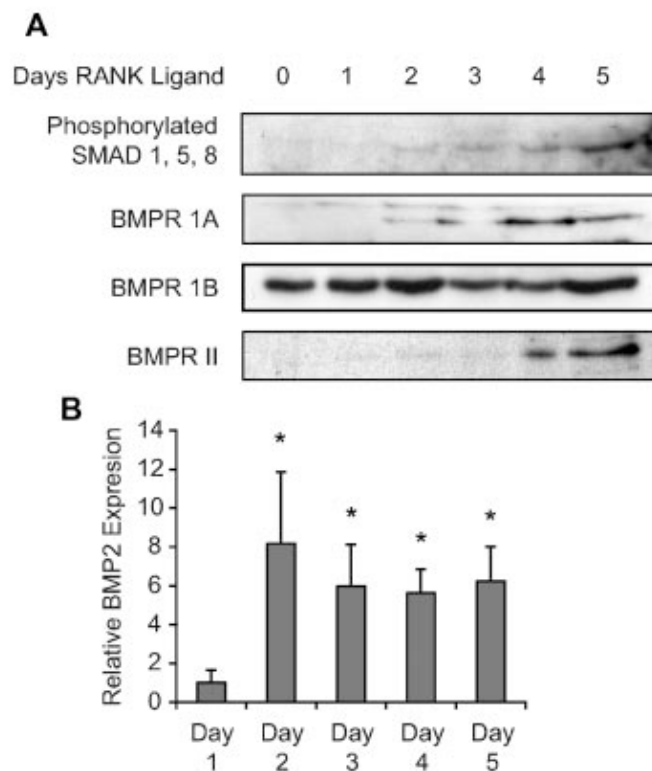 A
Days RANK Ligand 0 1 2 3 4 5
Phosphorylated
SMAD 1, 5, 8
BMPR 1A
BMPR 1B
BMPR II
B
Relative BMP2 Expresion
14
12
10
8
6
4
2
0
* * * *
Day Day Day Day Day
1 2 3 4 5